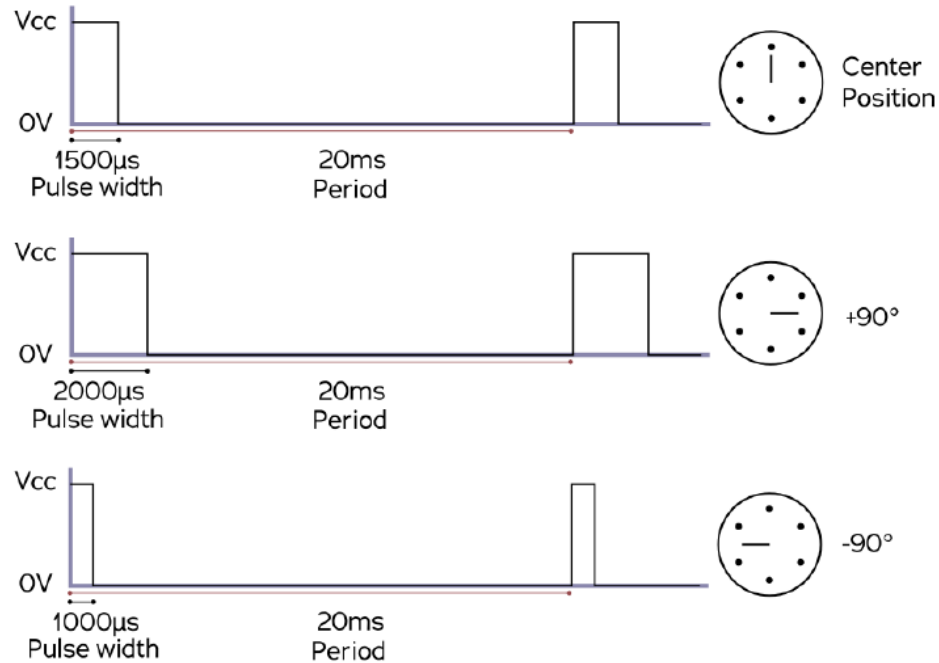 Vcc
0V
1500µs
Pulse width
20ms
Period
Center
Position
Vcc
0V
2000µs
Pulse width
20ms
Period
+90°
Vcc
0V
1000µs
Pulse width
20ms
Period
-90°